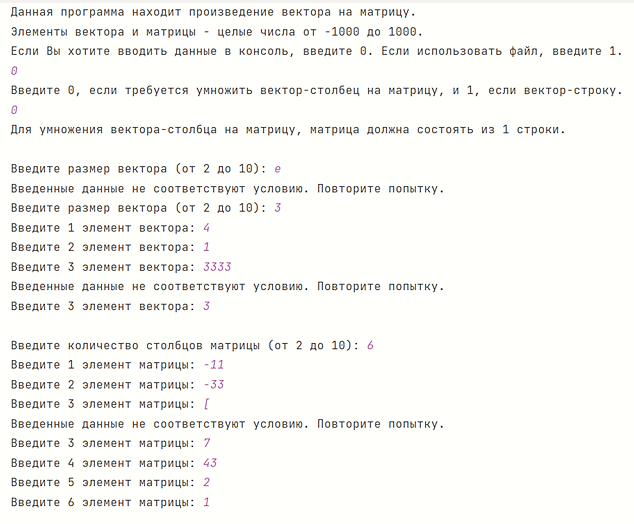 Данная программа находит произведение вектора на матрицу.
Элементы вектора и матрицы - целые числа от -1000 до 1000.
Если Вы хотите вводить данные в консоль, введите 0. Если использовать файл, введите 1.
0
Введите 0, если требуется умножить вектор-столбец на матрицу, и 1, если вектор-строку.
0
Для умножения вектора-столбца на матрицу, матрица должна состоять из 1 строки.
Введите размер вектора (от 2 до 10): e
Введенные данные не соответствуют условию. Повторите попытку.
Введите размер вектора (от 2 до 10): 3
Введите 1 элемент вектора: 4
Введите 2 элемент вектора: 1
Введите 3 элемент вектора: 3333
Введенные данные не соответствуют условию. Повторите попытку.
Введите 3 элемент вектора: 3
Введите количество столбцов матрицы (от 2 до 10): 6
Введите 1 элемент матрицы: -11
Введите 2 элемент матрицы: -33
Введите 3 элемент матрицы: [
Введенные данные не соответствуют условию. Повторите попытку.
Введите 3 элемент матрицы: 7
Введите 4 элемент матрицы: 43
Введите 5 элемент матрицы: 2
Введите 6 элемент матрицы: 1